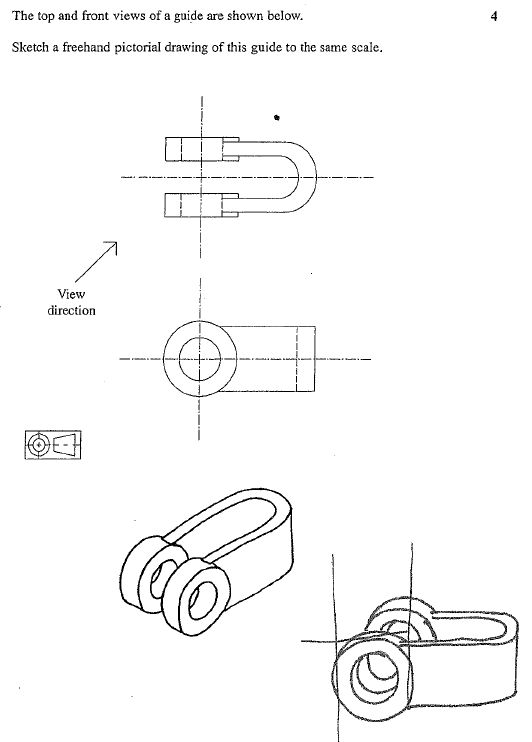 The top and front views of a guide are shown below. 4
Sketch a freehand pictorial drawing of this guide to the same scale.
View
direction